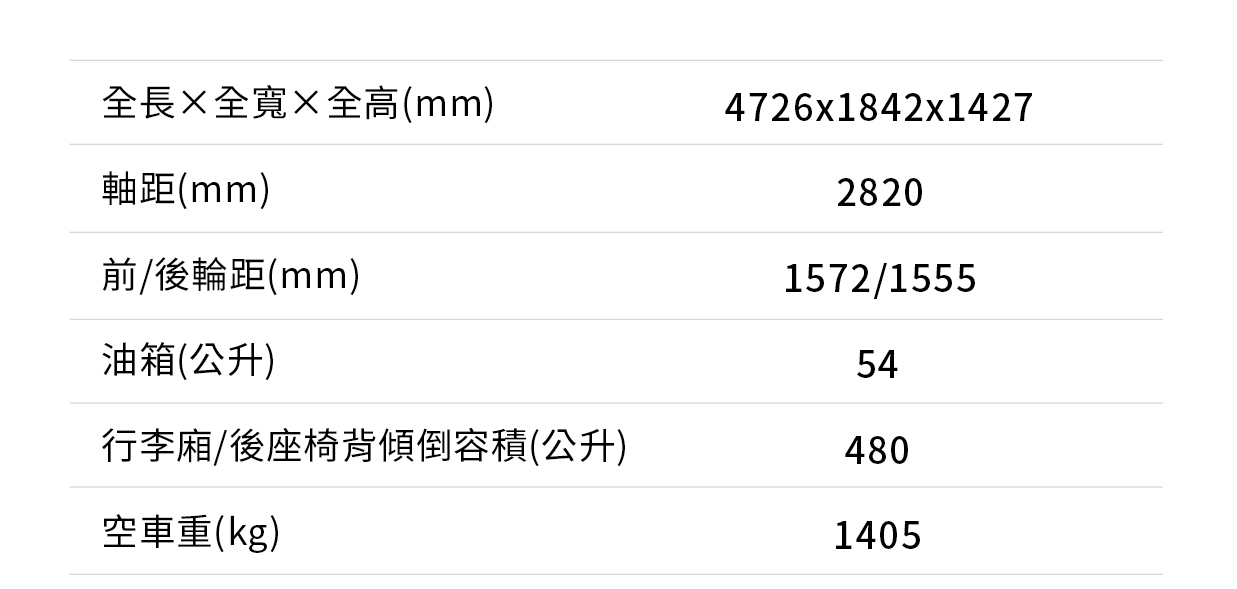 全長×全寬×全高(mm) 4726x1842x1427
軸距(mm) 2820
前/後輪距(mm) 1572/1555
油箱(公升) 54
行李廂/後座椅背傾倒容積(公升) 480
空車重(kg) 1405